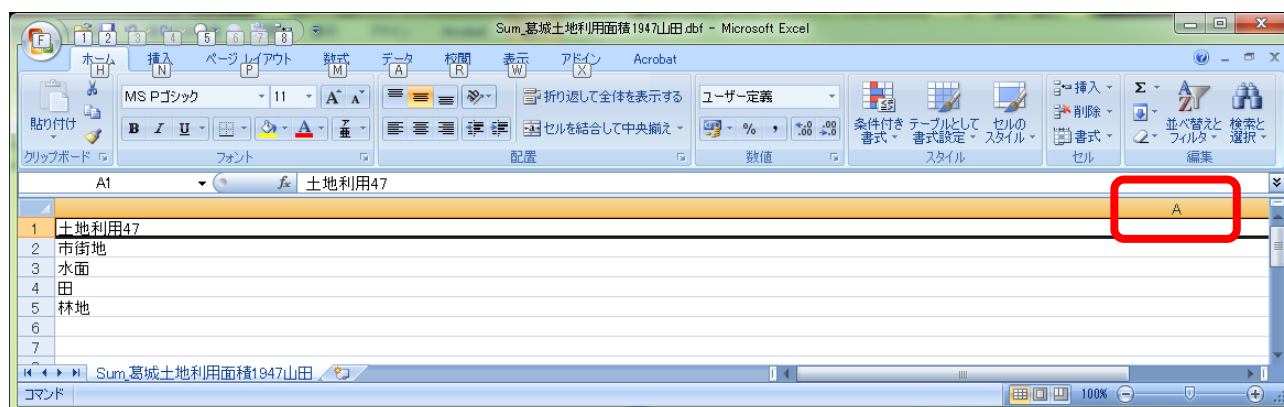 Sum_葛城土地利用面積1947山田.dbf - Microsoft Excel
F 1 2 3 4 5 6 7 8
ホーム 挿入 ページ レイアウト 数式 データ 校閲 表示 アドイン Acrobat
H N P M A R W X
MS Pゴシック 11 A A 折り返して全体を表示する ユーザー定義 挿入 Σ
貼り付け B I U A 亜 セルを結合して中央揃え % , .0 .00 .00 .0 条件付き書式 テーブルとして書式設定 セルのスタイル 削除 書式 並べ替えとフィルタ 検索と選択
クリップボード フォント 配置 数値 スタイル セル 編集
A1 fx 土地利用47
A
1 土地利用47
2 市街地
3 水面
4 田
5 林地
6
7
Sum_葛城土地利用面積1947山田
コマンド 100%